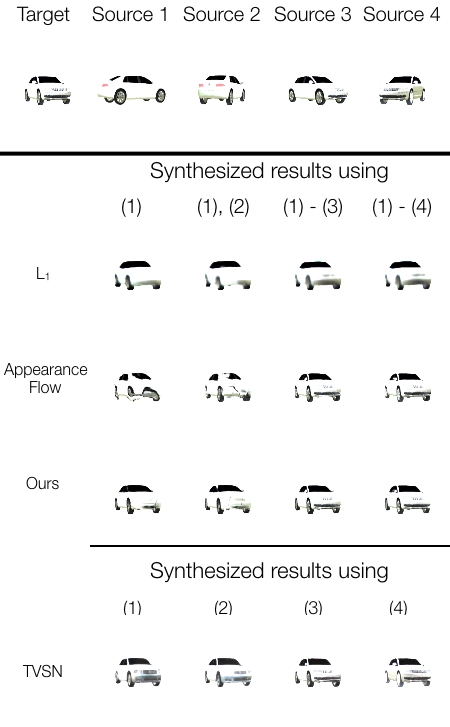 Target Source 1 Source 2 Source 3 Source 4
Synthesized results using
(1) (1), (2) (1) - (3) (1) - (4)
L₁
Appearance
Flow
Ours
Synthesized results using
(1) (2) (3) (4)
TVSN